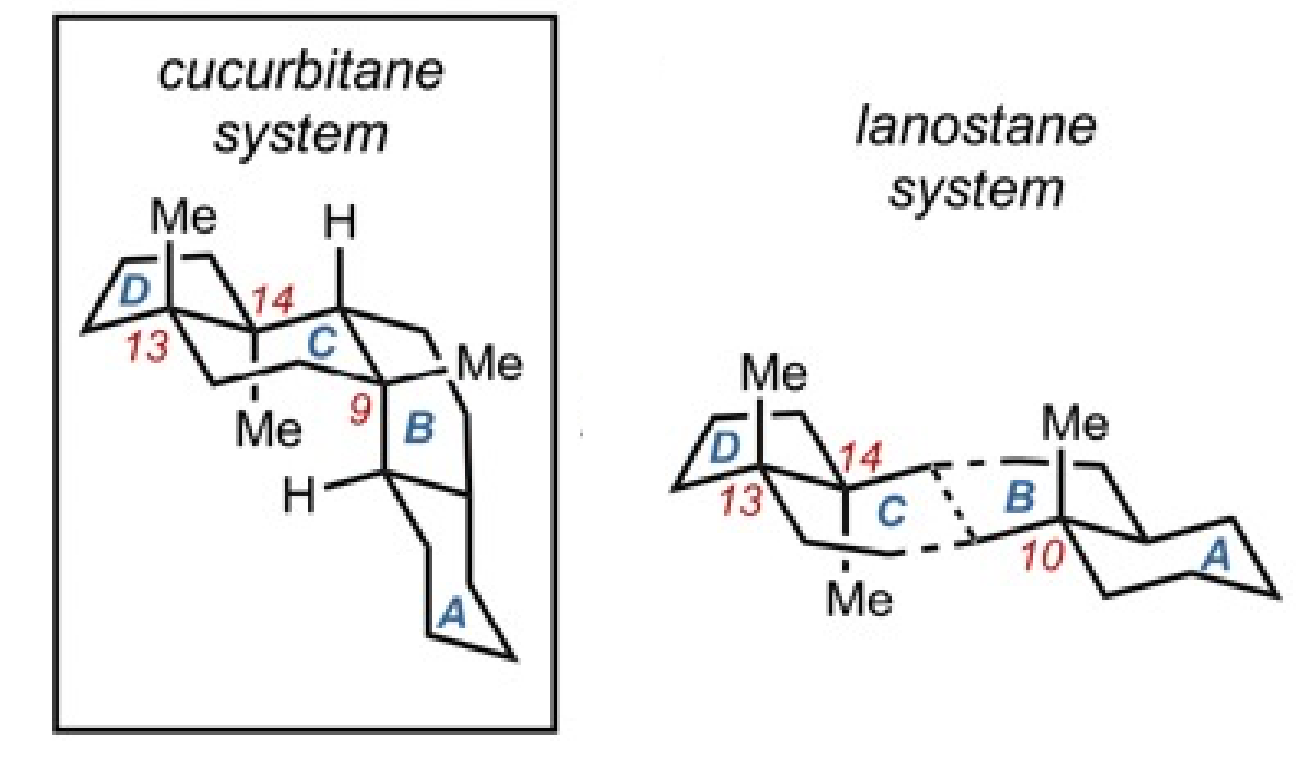 cucurbitane
system
Me
H
D
14
C
13
Me
9
B
Me
H
A
lanostane
system
Me
Me
D
14
B
C
13
10
A
Me